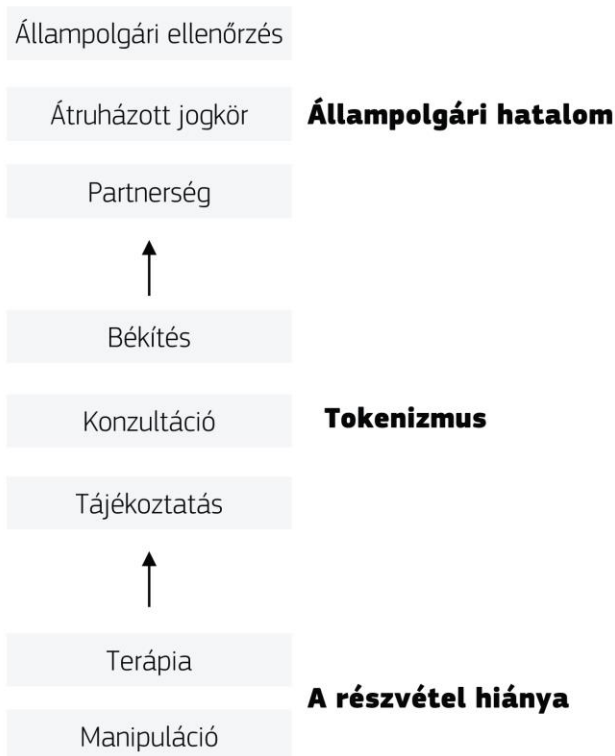 Állampolgári ellenőrzés
Átruházott jogkör
Állampolgári hatalom
Partnerség
Békítés
Konzultáció
Tokenizmus
Tájékoztatás
Terápia
A részvétel hiánya
Manipuláció